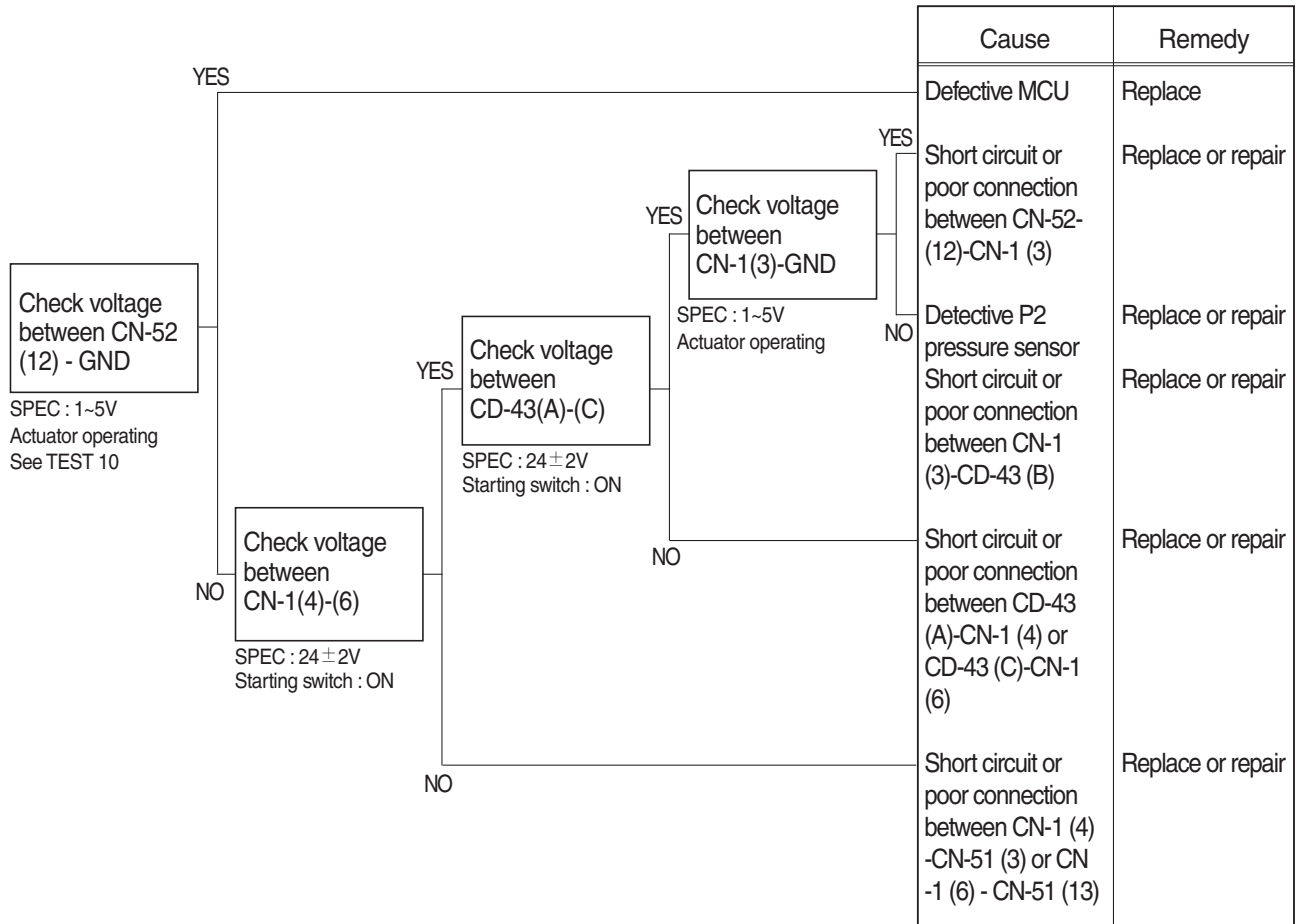 Cause
Remedy
YES
Defective MCU
Replace
YES
Short circuit or
poor connection
between CN-52-
(12)-CN-1 (3)
Replace or repair
YES
Check voltage
between
CN-1(3)-GND
SPEC : 1~5V
Actuator operating
NO
Detective P2
pressure sensor
Replace or repair
Short circuit or
poor connection
between CN-1
(3)-CD-43 (B)
Replace or repair
Check voltage
between CN-52
(12) - GND
SPEC : 1~5V
Actuator operating
See TEST 10
YES
Check voltage
between
CD-43(A)-(C)
SPEC : 24±2V
Starting switch : ON
NO
Short circuit or
poor connection
between CD-43
(A)-CN-1 (4) or
CD-43 (C)-CN-1
(6)
Replace or repair
NO
Check voltage
between
CN-1(4)-(6)
SPEC : 24±2V
Starting switch : ON
NO
Short circuit or
poor connection
between CN-1 (4)
-CN-51 (3) or CN
-1 (6) - CN-51 (13)
Replace or repair